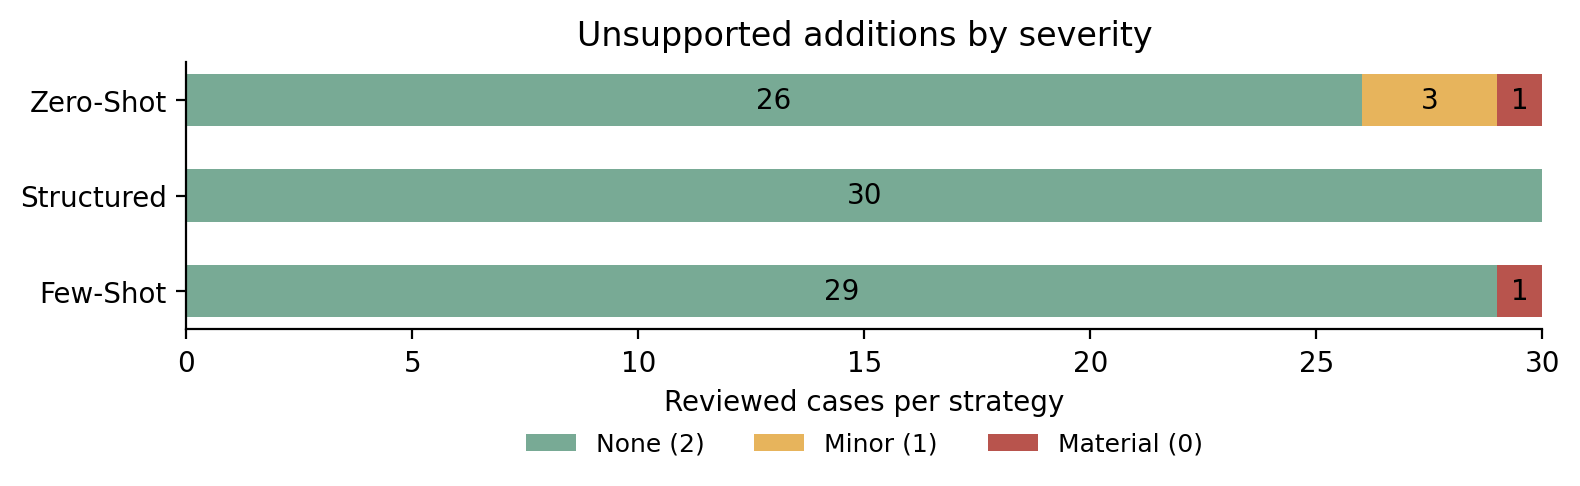 Unsupported additions by severity
Zero-Shot
26
3
1
Structured
30
Few-Shot
29
1
0 5 10 15 20 25 30
Reviewed cases per strategy
None (2) Minor (1) Material (0)